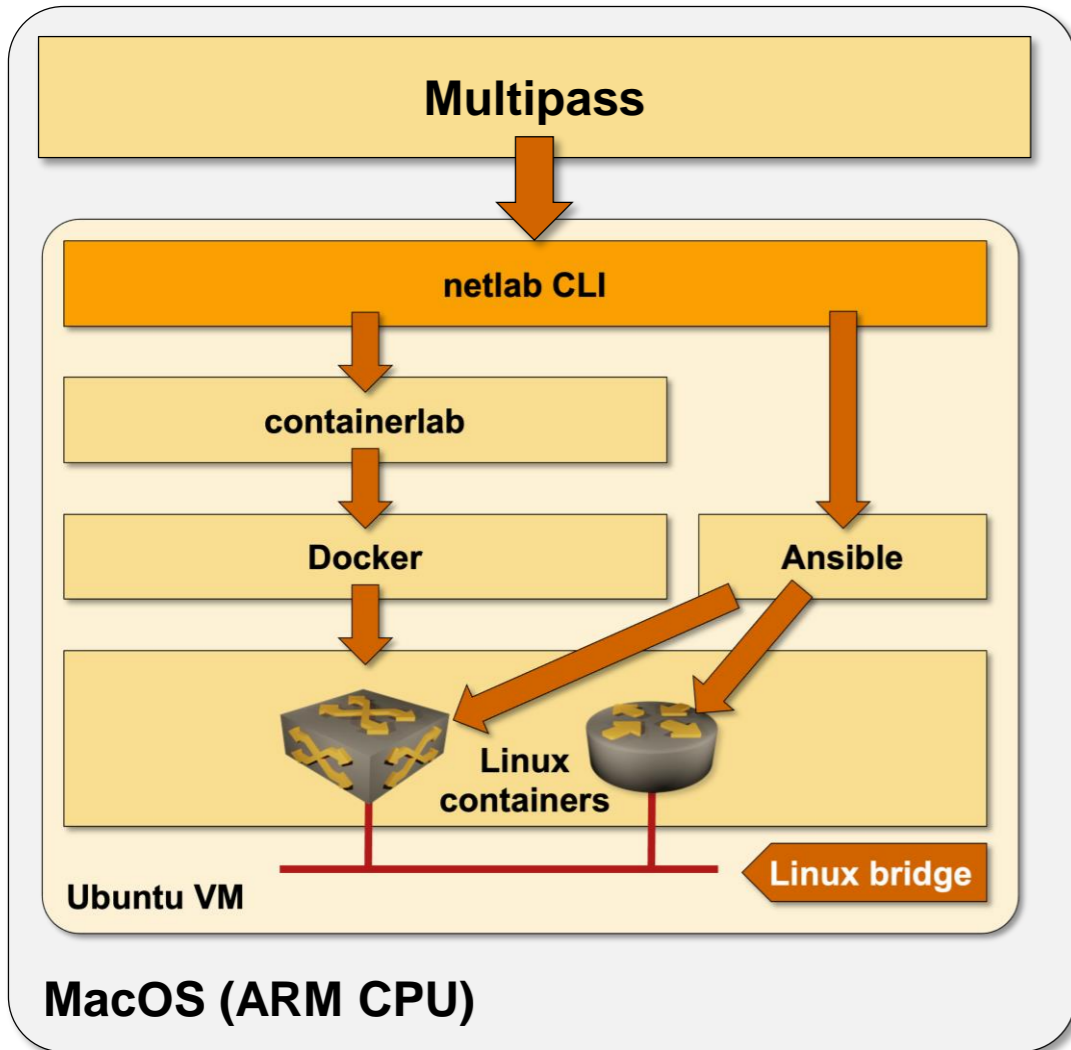 Multipass
netlab CLI
containerlab
Docker
Ansible
Linux
containers
Linux bridge
Ubuntu VM
MacOS (ARM CPU)